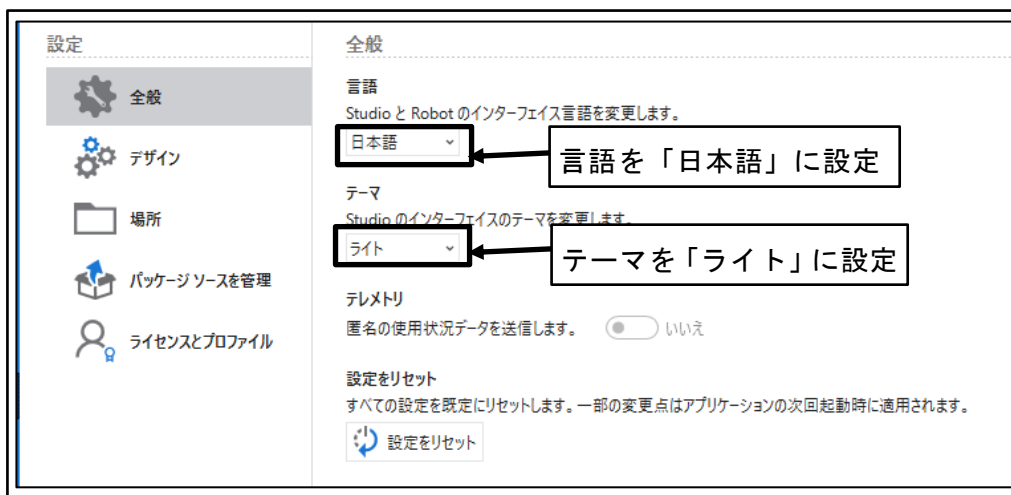 設定
全般
デザイン
場所
パッケージ ソースを管理
ライセンスとプロファイル
全般
言語
Studio と Robot のインターフェイス言語を変更します。
日本語
言語を「日本語」に設定
テーマ
Studio のインターフェイスのテーマを変更します。
ライト
テーマを「ライト」に設定
テレメトリ
匿名の使用状況データを送信します。 いいえ
設定をリセット
すべての設定を既定にリセットします。一部の変更点はアプリケーションの次回起動時に適用されます。
設定をリセット